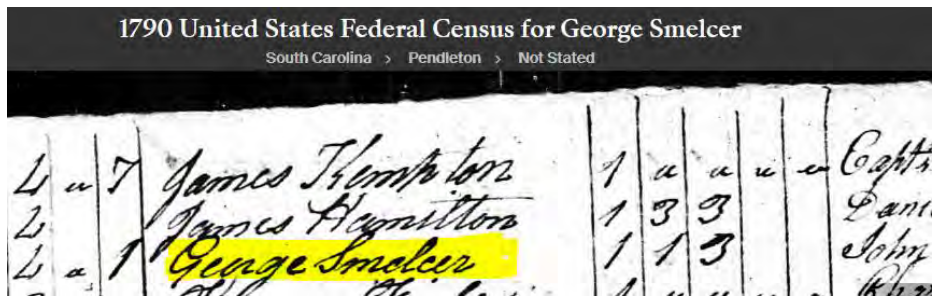 1790 United States Federal Census for George Smelcer
South Carolina > Pendleton > Not Stated
4 " 7 James Kempton 1 " " " " Capt
4 James Hamilton 1 3 3 Dani
4 " 1 George Smelcer 1 1 3 John